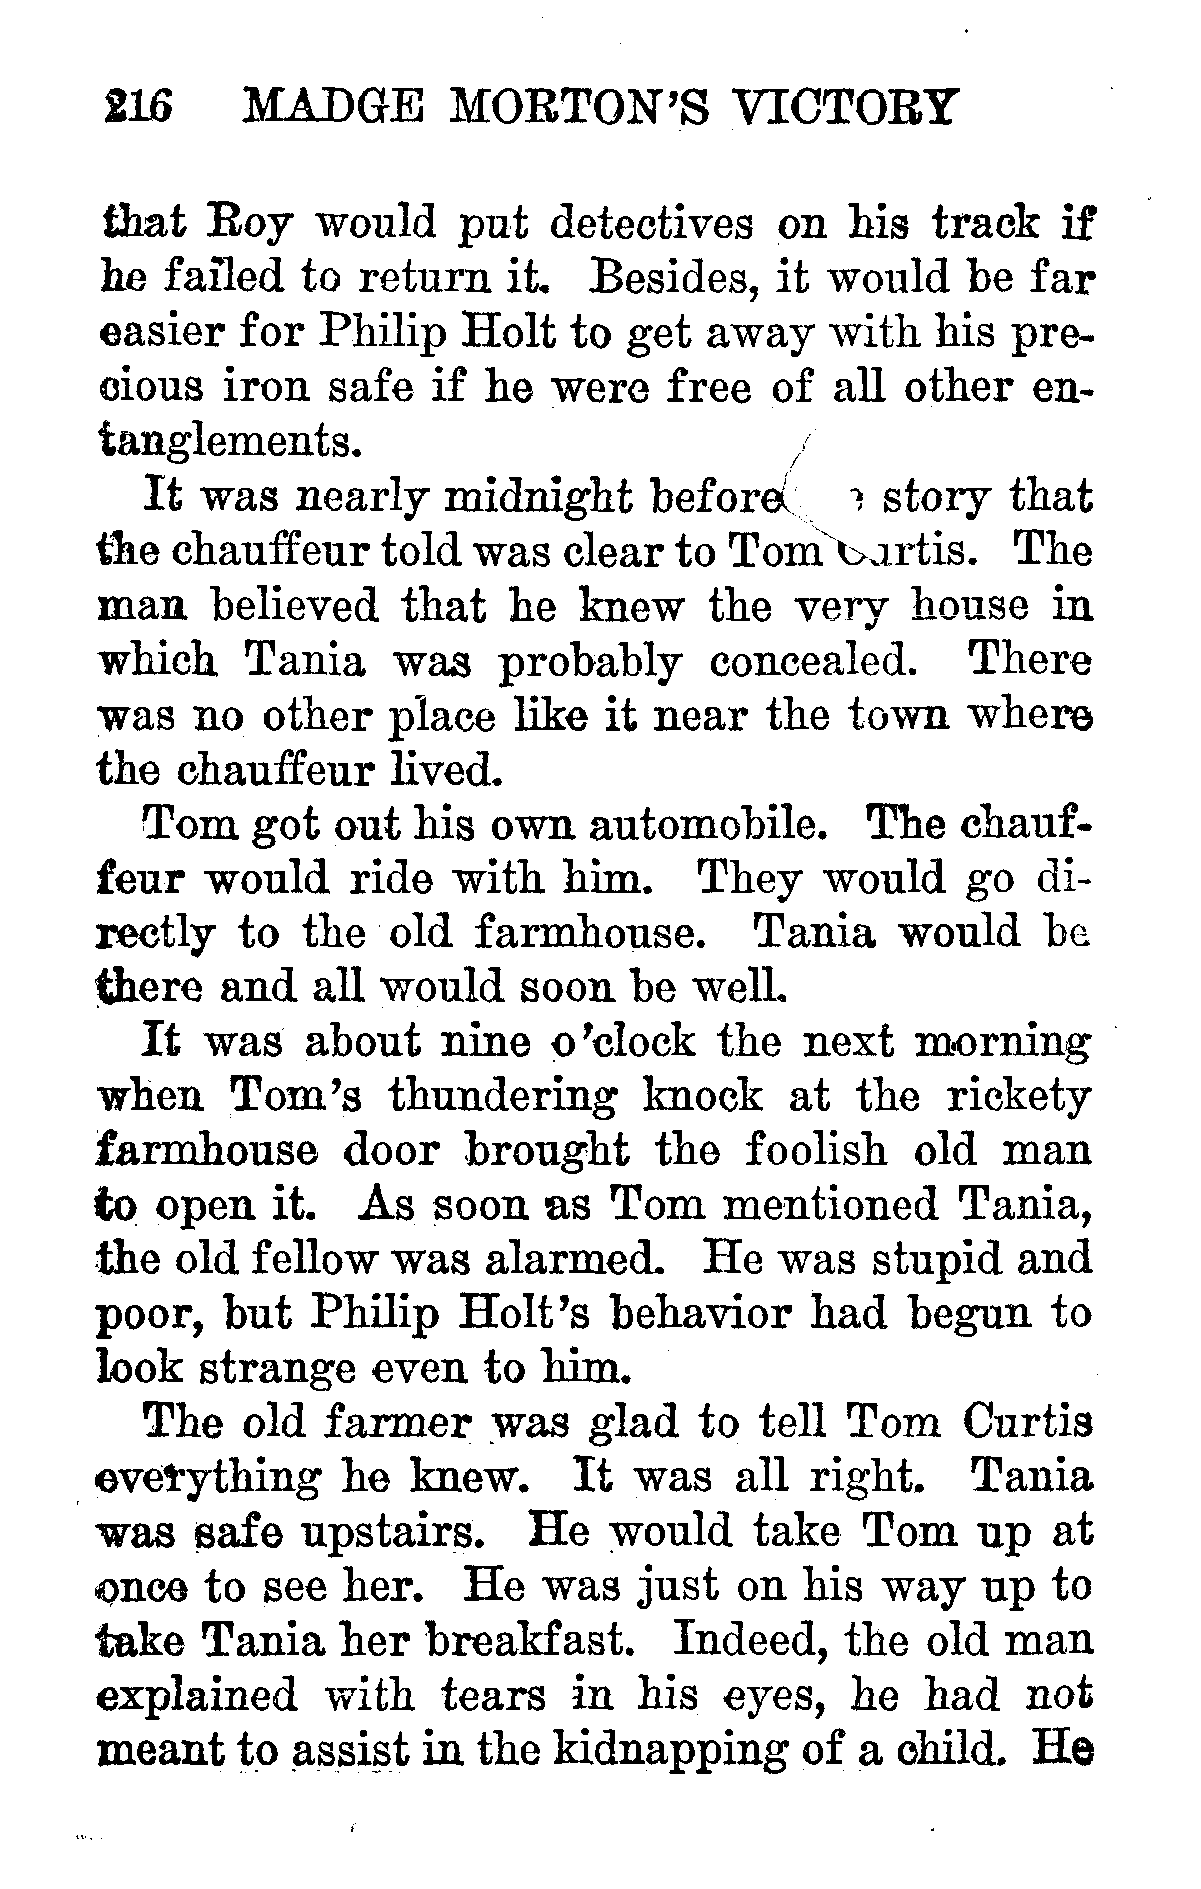 216 MADGE MORTON'S VICTORY
that Roy would put detectives on his track if
he failed to return it. Besides, it would be far
easier for Philip Holt to get away with his pre-
cious iron safe if he were free of all other en-
tanglements.
It was nearly midnight before story that
the chauffeur told was clear to Tom Curtis. The
man believed that he knew the very house in
which Tania was probably concealed. There
was no other place like it near the town where
the chauffeur lived.
Tom got out his own automobile. The chauf-
feur would ride with him. They would go di-
rectly to the old farmhouse. Tania would be
there and all would soon be well.
It was about nine o'clock the next morning
when Tom's thundering knock at the rickety
farmhouse door brought the foolish old man
to open it. As soon as Tom mentioned Tania,
the old fellow was alarmed. He was stupid and
poor, but Philip Holt's behavior had begun to
look strange even to him.
The old farmer was glad to tell Tom Curtis
everything he knew. It was all right. Tania
was safe upstairs. He would take Tom up at
once to see her. He was just on his way up to
take Tania her breakfast. Indeed, the old man
explained with tears in his eyes, he had not
meant to assist in the kidnapping of a child. He